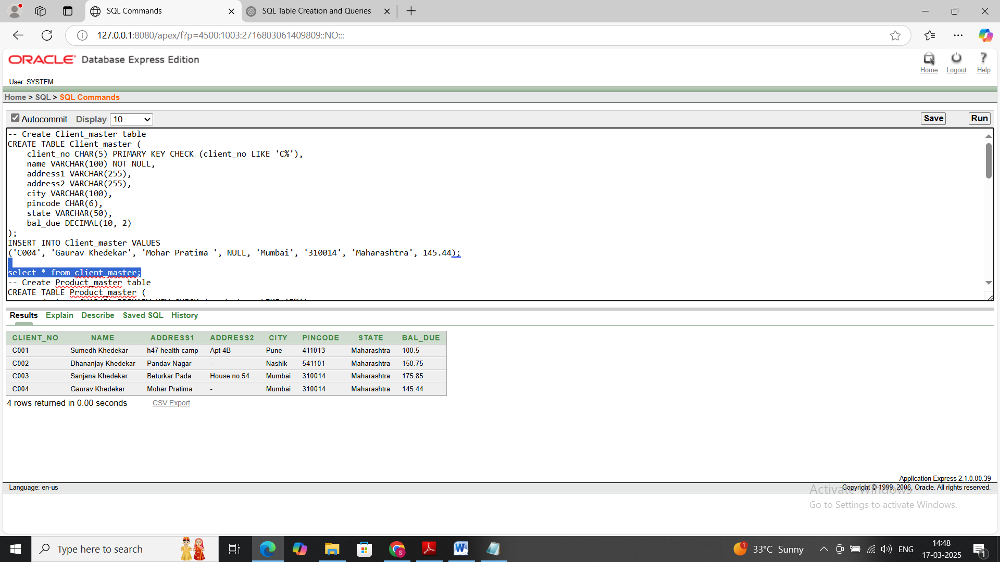 SQL Commands
SQL Table Creation and Queries
127.0.0.1:8080/apex/f?p=4500:1003:2716803061409809::NO:::
ORACLE Database Express Edition
Home Logout Help
User: SYSTEM
Home > SQL > SQL Commands
Autocommit Display 10 Save Run
-- Create Client_master table
CREATE TABLE Client_master (
client_no CHAR(5) PRIMARY KEY CHECK (client_no LIKE 'C%'),
name VARCHAR(100) NOT NULL,
address1 VARCHAR(255),
address2 VARCHAR(255),
city VARCHAR(100),
pincode CHAR(6),
state VARCHAR(50),
bal_due DECIMAL(10, 2)
);
INSERT INTO Client_master VALUES
('C004', 'Gaurav Khedekar', 'Mohar Pratima ', NULL, 'Mumbai', '310014', 'Maharashtra', 145.44);
select * from client_master;
-- Create Product_master table
CREATE TABLE Product_master (
Results Explain Describe Saved SQL History
CLIENT_NO NAME ADDRESS1 ADDRESS2 CITY PINCODE STATE BAL_DUE
C001 Sumedh Khedekar h47 health camp Apt 4B Pune 411013 Maharashtra 100.5
C002 Dhananjay Khedekar Pandav Nagar - Nashik 541101 Maharashtra 150.75
C003 Sanjana Khedekar Beturkar Pada House no.54 Mumbai 310014 Maharashtra 175.85
C004 Gaurav Khedekar Mohar Pratima - Mumbai 310014 Maharashtra 145.44
4 rows returned in 0.00 seconds CSV Export
Application Express 2.1.0.00.39
Language: en-us Copyright © 1999, 2006, Oracle. All rights reserved.
Activate Windows
Go to Settings to activate Windows.
Type here to search
1 33°C Sunny ENG
14:48
17-03-2025
1